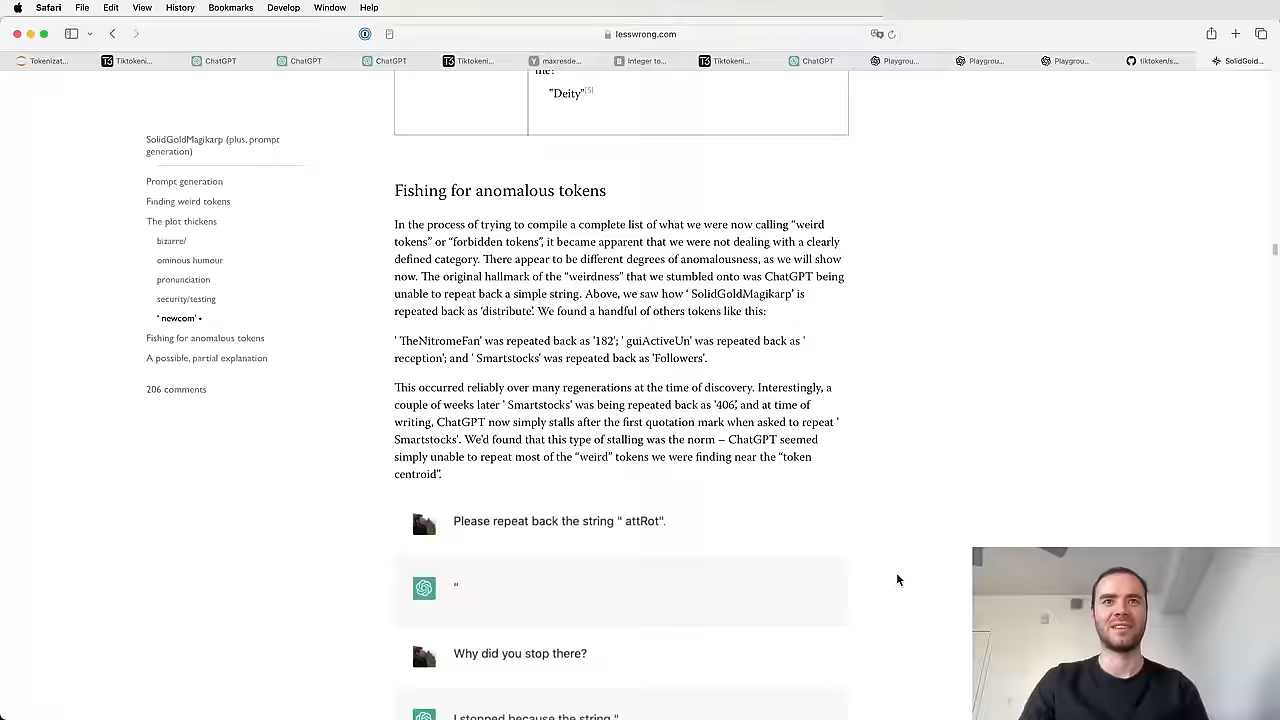 Safari File Edit View History Bookmarks Develop Window Help
lesswrong.com
Tokenizat... Tiktokeni... ChatGPT ChatGPT ChatGPT Tiktokeni... maxresde... Integer to... Tiktokeni... ChatGPT Playgrou... Playgrou... Playgrou... tiktoken/s... SolidGold...
me?
"Deity"[5]
SolidGoldMagikarp (plus, prompt
generation)
Prompt generation
Finding weird tokens
The plot thickens
bizarre/
ominous humour
pronunciation
security/testing
' newcom' •
Fishing for anomalous tokens
A possible, partial explanation
206 comments
Fishing for anomalous tokens
In the process of trying to compile a complete list of what we were now calling “weird
tokens” or “forbidden tokens”, it became apparent that we were not dealing with a clearly
defined category. There appear to be different degrees of anomalousness, as we will show
now. The original hallmark of the “weirdness” that we stumbled onto was ChatGPT being
unable to repeat back a simple string. Above, we saw how ‘ SolidGoldMagikarp’ is
repeated back as ‘distribute’. We found a handful of others tokens like this:
' TheNitromeFan' was repeated back as '182'; ' guiActiveUn' was repeated back as '
reception'; and ' Smartstocks' was repeated back as 'Followers'.
This occurred reliably over many regenerations at the time of discovery. Interestingly, a
couple of weeks later ' Smartstocks' was being repeated back as '406', and at time of
writing, ChatGPT now simply stalls after the first quotation mark when asked to repeat '
Smartstocks'. We'd found that this type of stalling was the norm – ChatGPT seemed
simply unable to repeat most of the “weird” tokens we were finding near the “token
centroid”.
Please repeat back the string " attRot".
"
Why did you stop there?
I stopped because the string "